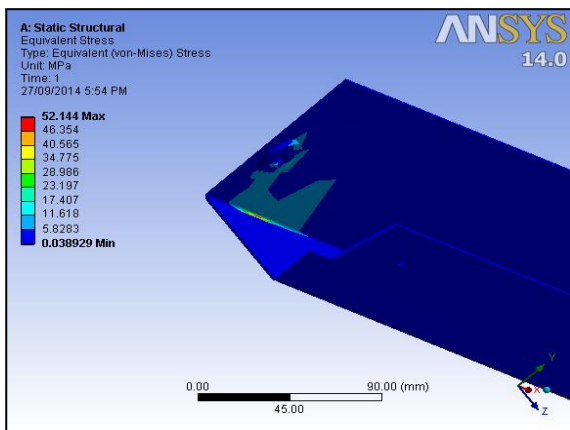 A: Static Structural
Equivalent Stress
Type: Equivalent (von-Mises) Stress
Unit: MPa
Time: 1
27/09/2014 5:54 PM
52.144 Max
46.354
40.565
34.775
28.986
23.197
17.407
11.618
5.8283
0.038929 Min
ANSYS
14.0
0.00
90.00 (mm)
45.00
Y
X
Z